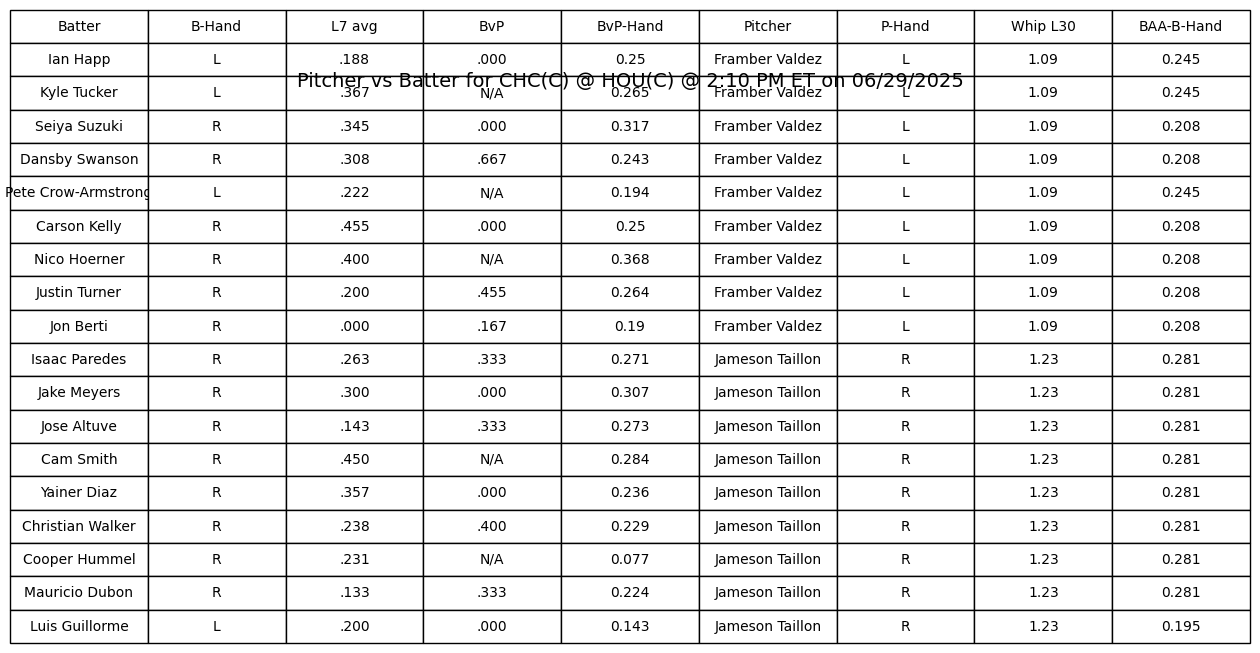 Batter B-Hand L7 avg BvP BvP-Hand Pitcher P-Hand Whip L30 BAA-B-Hand
Ian Happ L .188 .000 0.25 Framber Valdez L 1.09 0.245
Pitcher vs Batter for CHC(C) @ HOU(C) @ 2:10 PM ET on 06/29/2025
Kyle Tucker L .367 N/A 0.265 Framber Valdez L 1.09 0.245
Seiya Suzuki R .345 .000 0.317 Framber Valdez L 1.09 0.208
Dansby Swanson R .308 .667 0.243 Framber Valdez L 1.09 0.208
Pete Crow-Armstrong L .222 N/A 0.194 Framber Valdez L 1.09 0.245
Carson Kelly R .455 .000 0.25 Framber Valdez L 1.09 0.208
Nico Hoerner R .400 N/A 0.368 Framber Valdez L 1.09 0.208
Justin Turner R .200 .455 0.264 Framber Valdez L 1.09 0.208
Jon Berti R .000 .167 0.19 Framber Valdez L 1.09 0.208
Isaac Paredes R .263 .333 0.271 Jameson Taillon R 1.23 0.281
Jake Meyers R .300 .000 0.307 Jameson Taillon R 1.23 0.281
Jose Altuve R .143 .333 0.273 Jameson Taillon R 1.23 0.281
Cam Smith R .450 N/A 0.284 Jameson Taillon R 1.23 0.281
Yainer Diaz R .357 .000 0.236 Jameson Taillon R 1.23 0.281
Christian Walker R .238 .400 0.229 Jameson Taillon R 1.23 0.281
Cooper Hummel R .231 N/A 0.077 Jameson Taillon R 1.23 0.281
Mauricio Dubon R .133 .333 0.224 Jameson Taillon R 1.23 0.281
Luis Guillorme L .200 .000 0.143 Jameson Taillon R 1.23 0.195